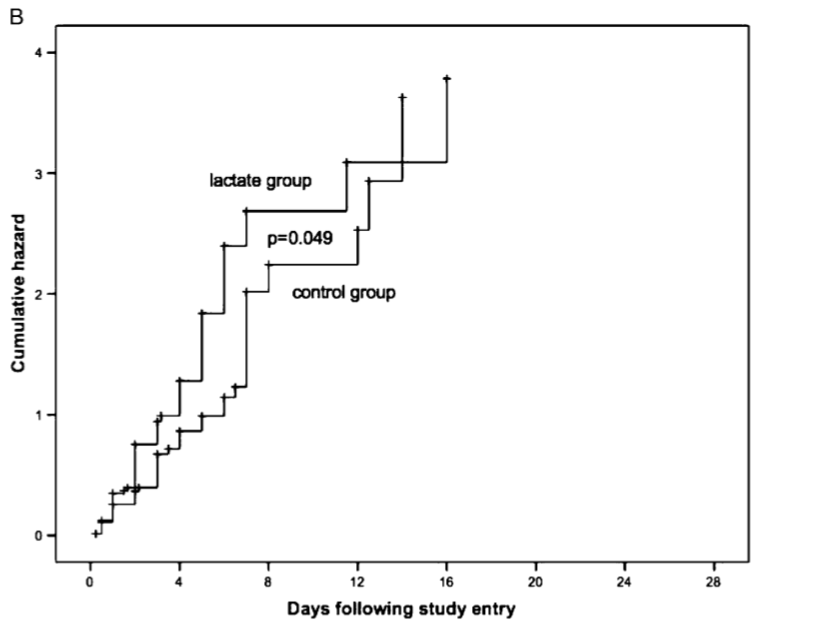 B
4
3
2
1
0
lactate group
p=0.049
control group
Cumulative hazard
0 4 8 12 16 20 24 28
Days following study entry